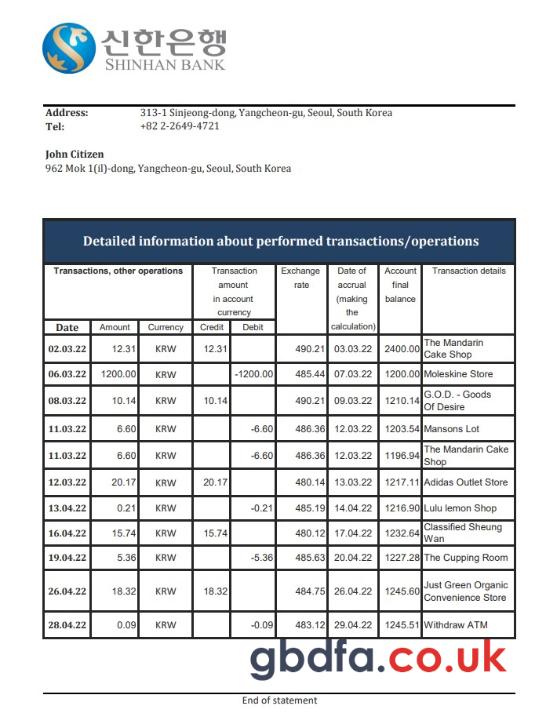 신한은행
SHINHAN BANK
Address: 313-1 Sinjeong-dong, Yangcheon-gu, Seoul, South Korea
Tel: +82 2-2649-4721
John Citizen
962 Mok 1(il)-dong, Yangcheon-gu, Seoul, South Korea
Detailed information about performed transactions/operations
Transactions, other operations
Transaction
amount
in account
currency
Exchange
rate
Date of
accrual
(making
the
calculation)
Account
final
balance
Transaction details
Date Amount Currency Credit Debit
02.03.22 12.31 KRW 12.31 490.21 03.03.22 2400.00 The Mandarin
Cake Shop
06.03.22 1200.00 KRW -1200.00 485.44 07.03.22 1200.00 Moleskine Store
08.03.22 10.14 KRW 10.14 490.21 09.03.22 1210.14 G.O.D. - Goods
Of Desire
11.03.22 6.60 KRW -6.60 486.36 12.03.22 1203.54 Mansons Lot
11.03.22 6.60 KRW -6.60 486.36 12.03.22 1196.94 The Mandarin Cake
Shop
12.03.22 20.17 KRW 20.17 480.14 13.03.22 1217.11 Adidas Outlet Store
13.04.22 0.21 KRW -0.21 485.19 14.04.22 1216.90 Lulu lemon Shop
16.04.22 15.74 KRW 15.74 480.12 17.04.22 1232.64 Classified Sheung
Wan
19.04.22 5.36 KRW -5.36 485.63 20.04.22 1227.28 The Cupping Room
26.04.22 18.32 KRW 18.32 484.75 26.04.22 1245.60 Just Green Organic
Convenience Store
28.04.22 0.09 KRW -0.09 483.12 29.04.22 1245.51 Withdraw ATM
gbdfa.co.uk
End of statement